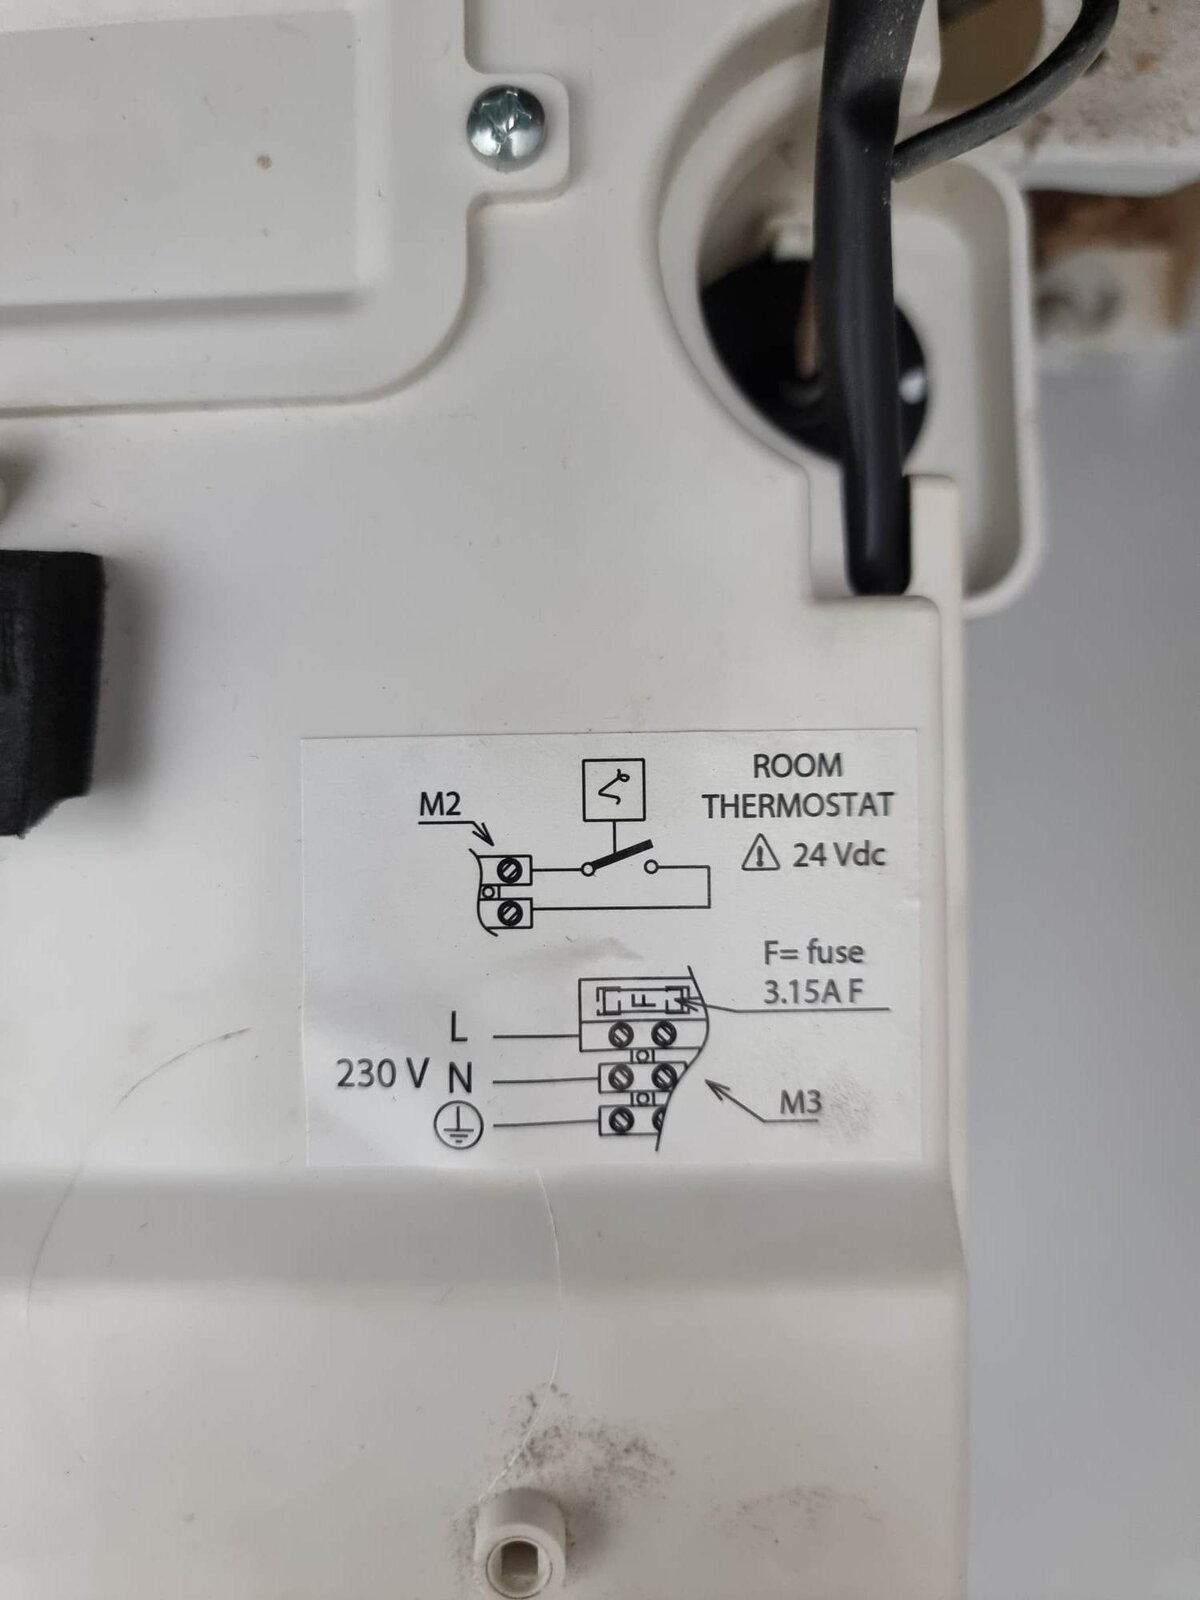 M2
ROOM
THERMOSTAT
24 Vdc
F= fuse
3.15A F
F
L
230 V N
M3